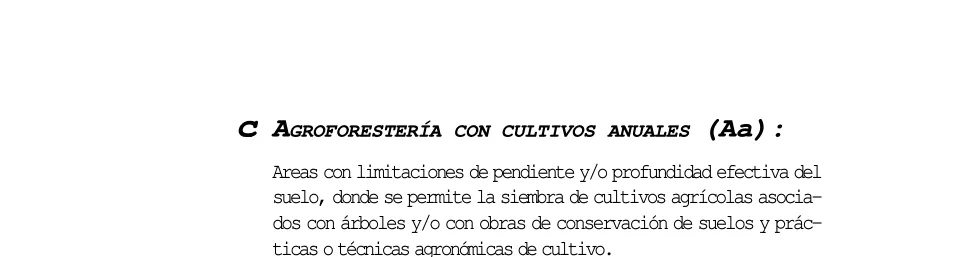 C AGROFORESTERÍA CON CULTIVOS ANUALES (Aa):
Areas con limitaciones de pendiente y/o profundidad efectiva del
suelo, donde se permite la siembra de cultivos agrícolas asocia-
dos con árboles y/o con obras de conservación de suelos y prác-
ticas o técnicas agronómicas de cultivo.